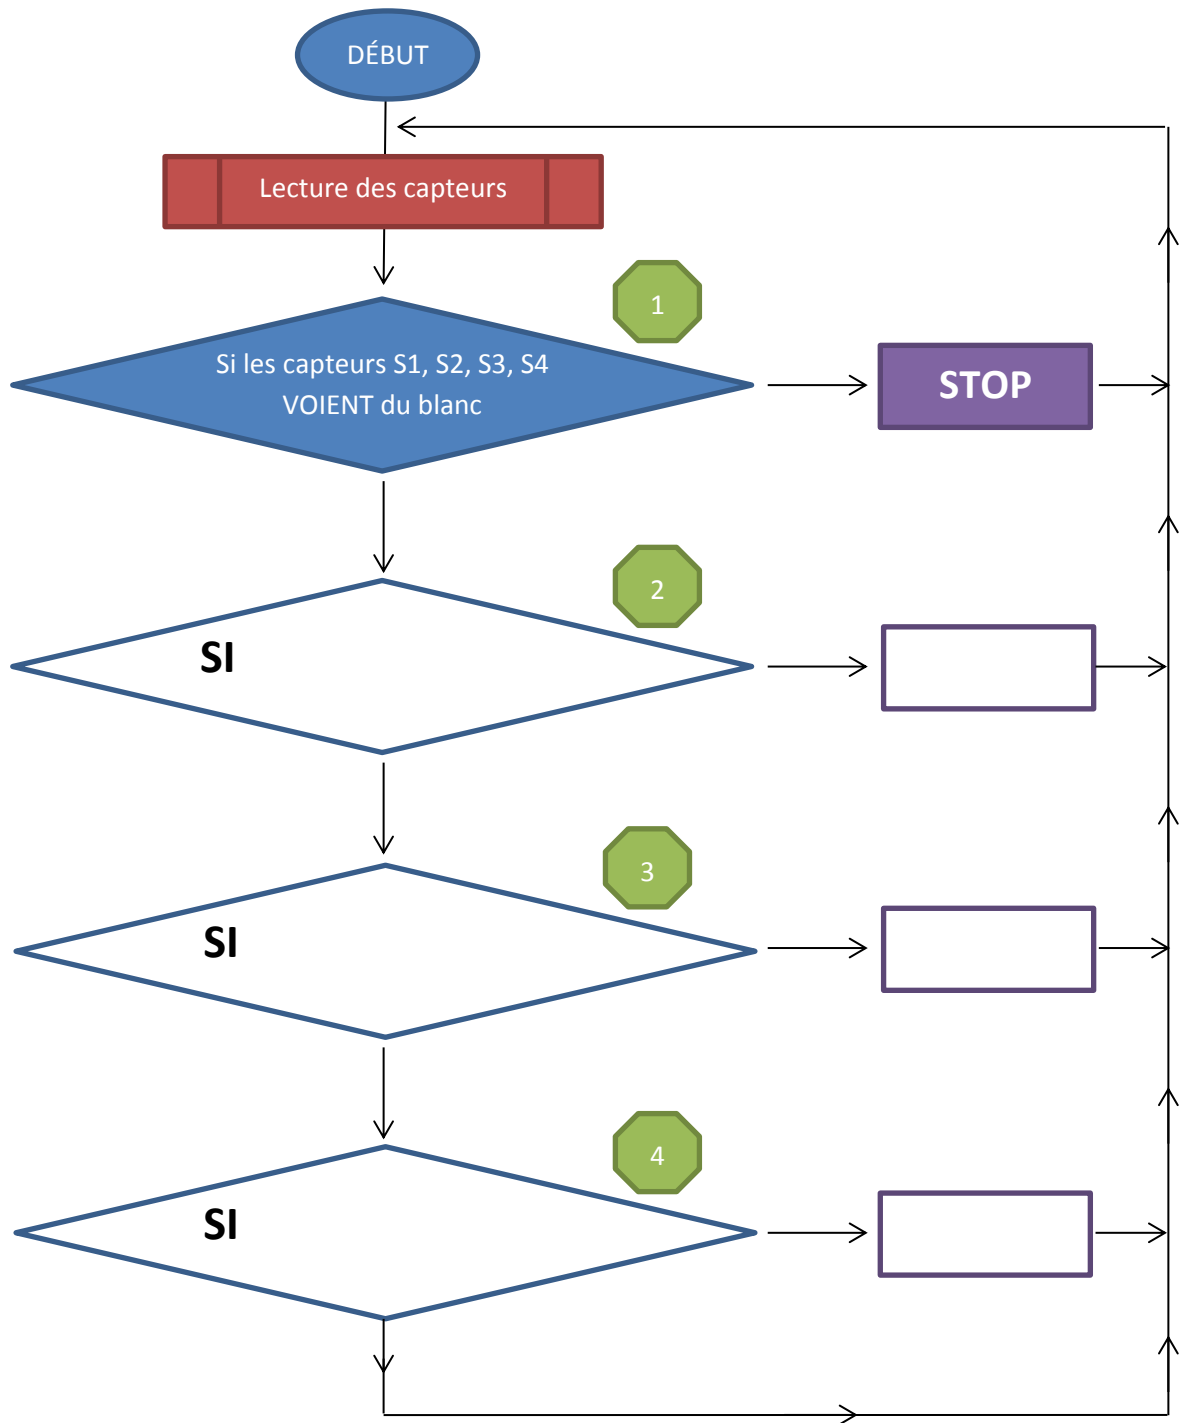 DÉBUT
Lecture des capteurs
1
Si les capteurs S1, S2, S3, S4
VOIENT du blanc
STOP
2
SI
3
SI
4
SI